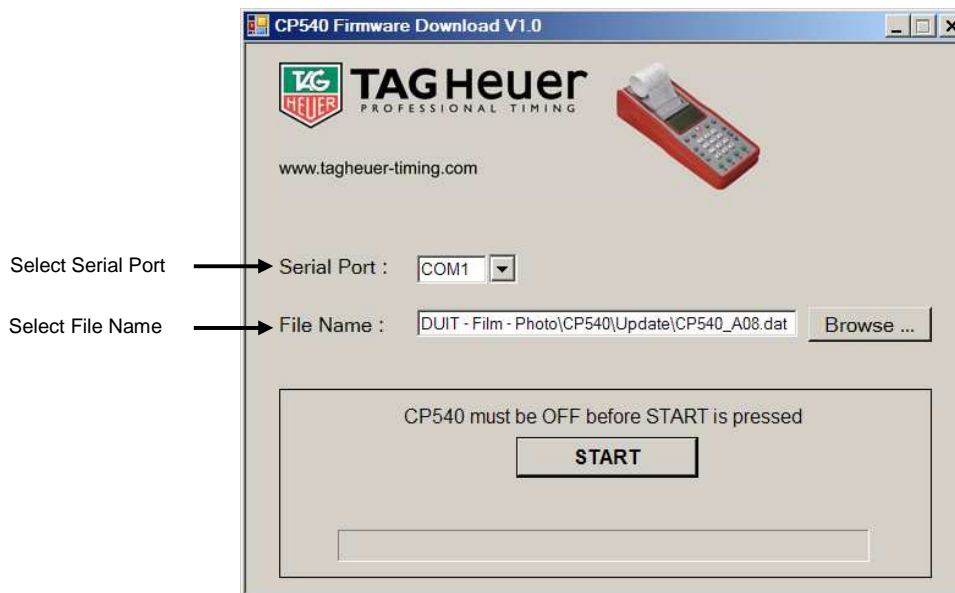 CP540 Firmware Download V1.0
TAG
HEUER
TAGHeuer
PROFESSIONAL TIMING
www.tagheuer-timing.com
Select Serial Port
Serial Port :
COM1
Select File Name
File Name :
DUIT - Film - Photo\CP540\Update\CP540_A08.dat
Browse ...
CP540 must be OFF before START is pressed
START